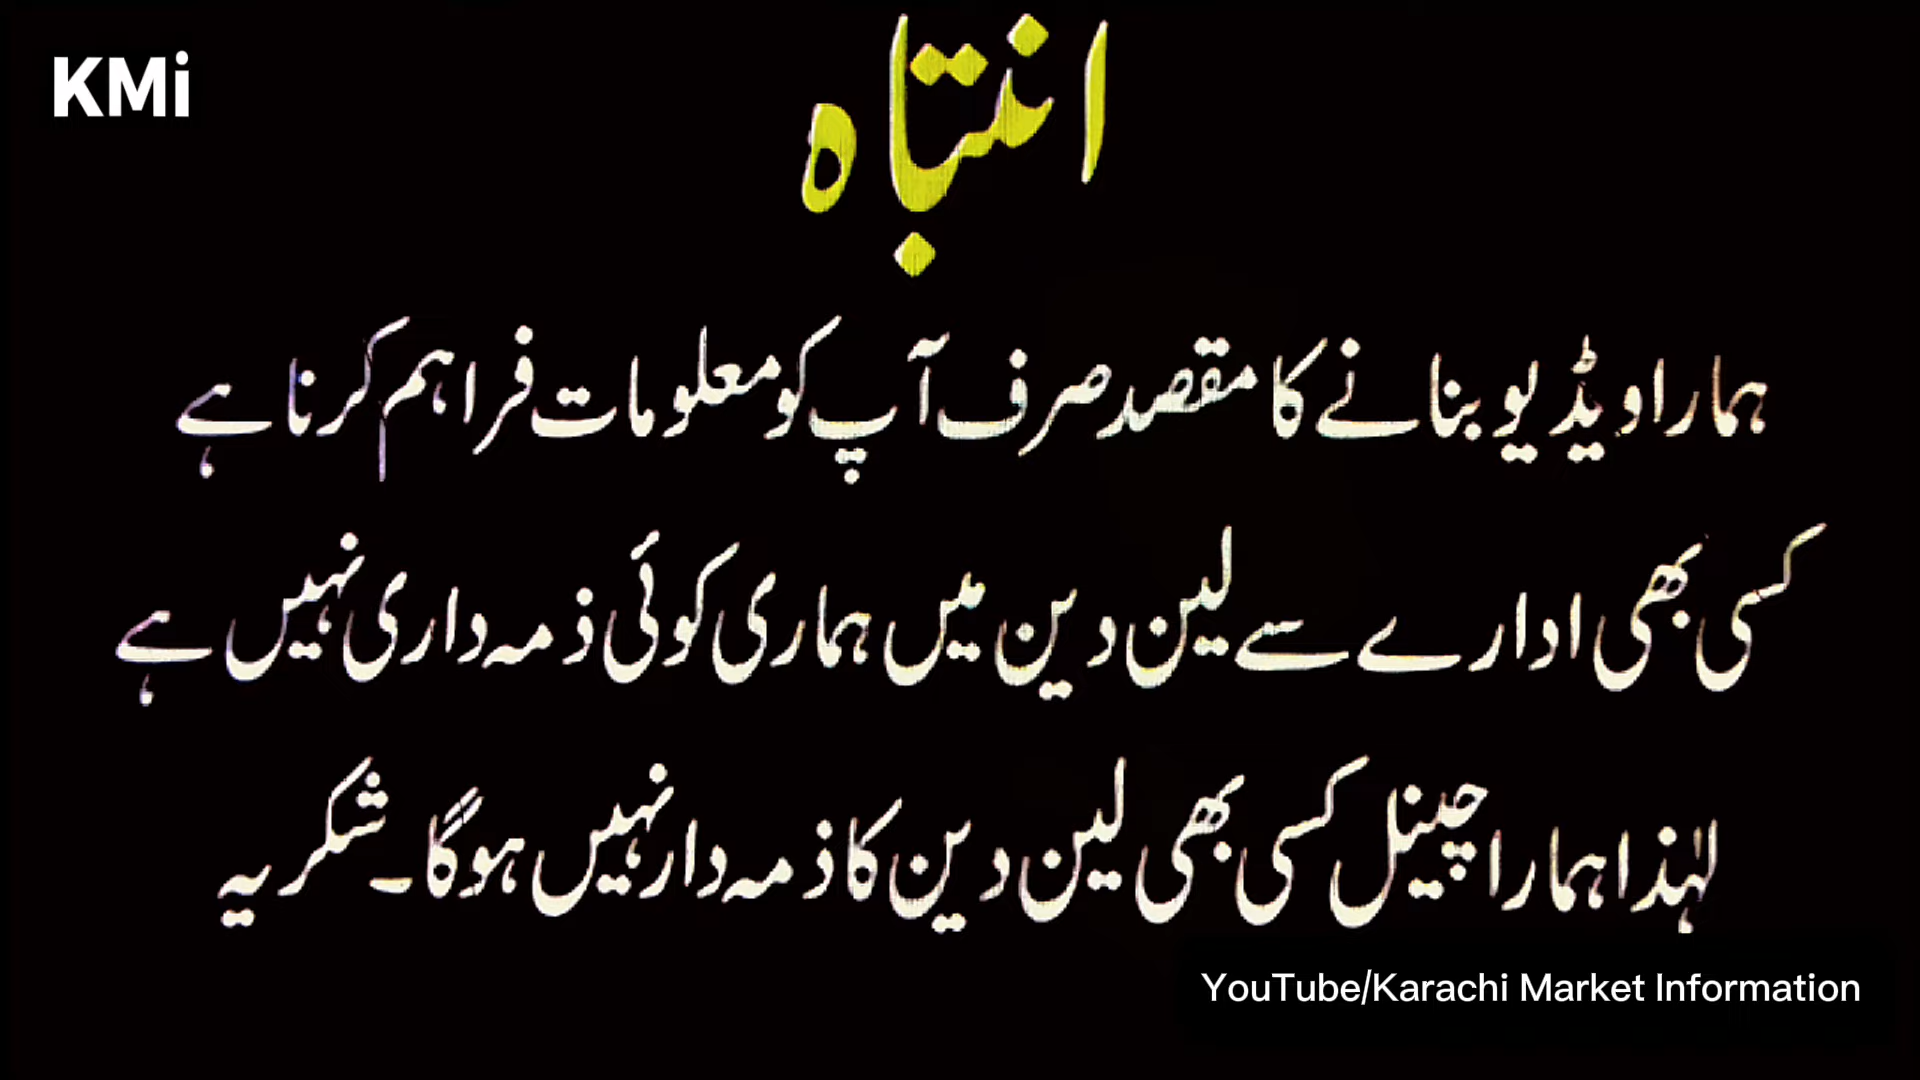 KMi
انتباہ
ہمارا ویڈیو بنانے کا مقصد صرف آپ کو معلومات فراہم کرنا ہے
کسی بھی ادارے سے لین دین میں ہماری کوئی ذمہ داری نہیں ہے
لہٰذا ہمارا چینل کسی بھی لین دین کا ذمہ دار نہیں ہوگا۔ شکریہ
YouTube/Karachi Market Information